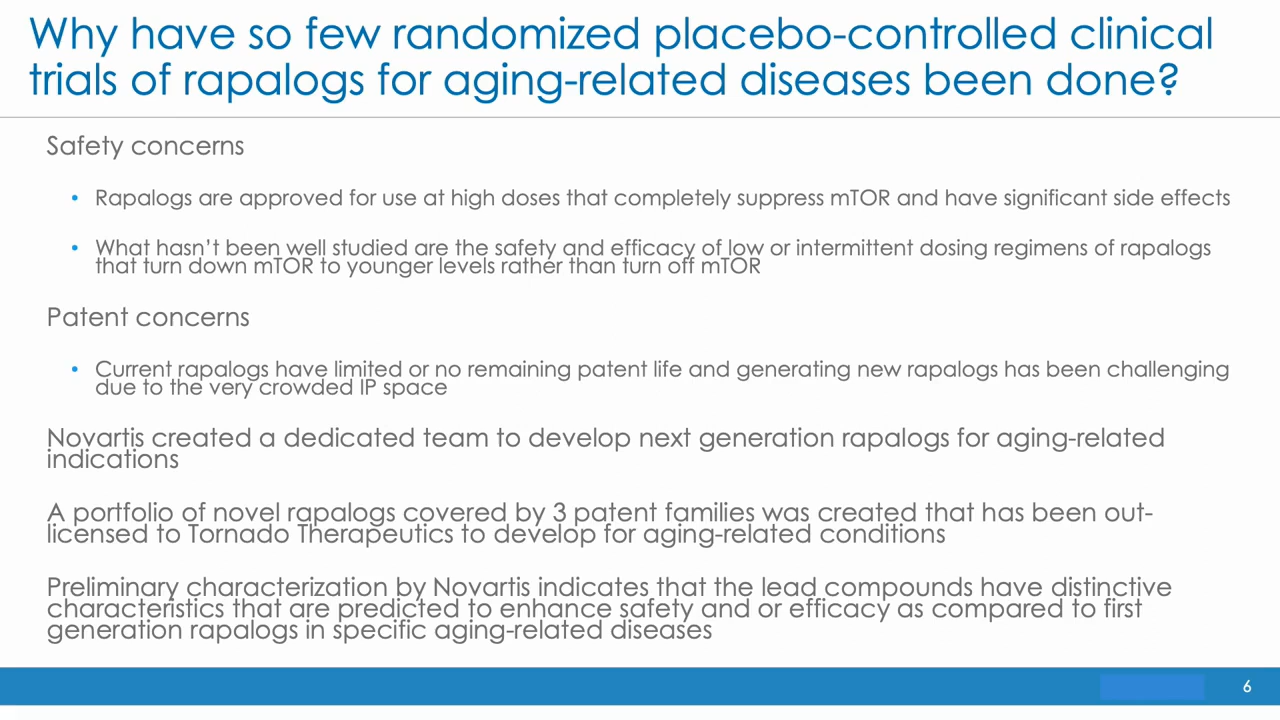 Why have so few randomized placebo-controlled clinical
trials of rapalogs for aging-related diseases been done?
Safety concerns
• Rapalogs are approved for use at high doses that completely suppress mTOR and have significant side effects
• What hasn't been well studied are the safety and efficacy of low or intermittent dosing regimens of rapalogs
that turn down mTOR to younger levels rather than turn off mTOR
Patent concerns
• Current rapalogs have limited or no remaining patent life and generating new rapalogs has been challenging
due to the very crowded IP space
Novartis created a dedicated team to develop next generation rapalogs for aging-related
indications
A portfolio of novel rapalogs covered by 3 patent families was created that has been out-
licensed to Tornado Therapeutics to develop for aging-related conditions
Preliminary characterization by Novartis indicates that the lead compounds have distinctive
characteristics that are predicted to enhance safety and or efficacy as compared to first
generation rapalogs in specific aging-related diseases
6